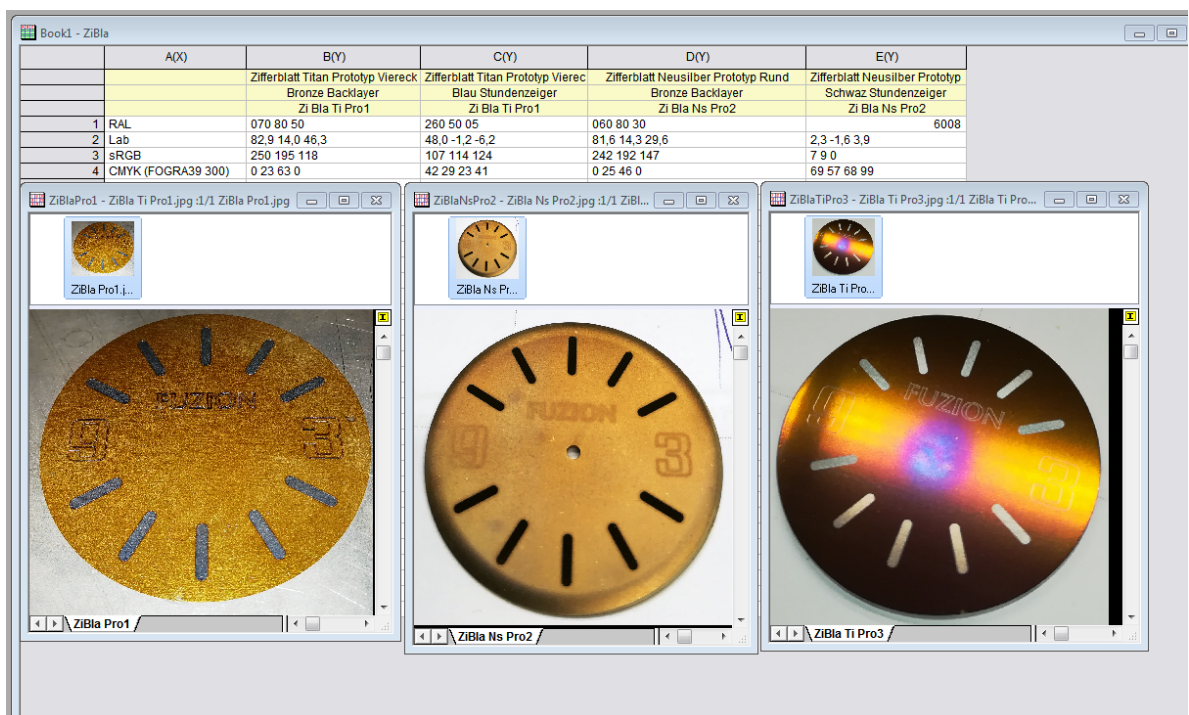 Book1 - ZiBla
A(X) B(Y) C(Y) D(Y) E(Y)
Zifferblatt Titan Prototyp Viereck Zifferblatt Titan Prototyp Vierec Zifferblatt Neusilber Prototyp Rund Zifferblatt Neusilber Prototyp
Bronze Backlayer Blau Stundenzeiger Bronze Backlayer Schwaz Stundenzeiger
Zi Bla Ti Pro1 Zi Bla Ti Pro1 Zi Bla Ns Pro2 Zi Bla Ns Pro2
1 RAL 070 80 50 260 50 05 060 80 30 6008
2 Lab 82,9 14,0 46,3 48,0 -1,2 -6,2 81,6 14,3 29,6 2,3 -1,6 3,9
3 sRGB 250 195 118 107 114 124 242 192 147 7 9 0
4 CMYK (FOGRA39 300) 0 23 63 0 42 29 23 41 0 25 46 0 69 57 68 99
ZiBlaPro1 - ZiBla Ti Pro1.jpg :1/1 ZiBla Pro1.jpg
ZiBla Pro1.j...
FUZION
9 3
ZiBla Pro1
ZiBlaNsPro2 - ZiBla Ns Pro2.jpg :1/1 ZiBl...
ZiBla Ns Pr...
FUZION
9 3
ZiBla Ns Pro2
ZiBlaTiPro3 - ZiBla Ti Pro3.jpg :1/1 ZiBla Ti Pro...
ZiBla Ti Pro...
FUZION
9 3
ZiBla Ti Pro3